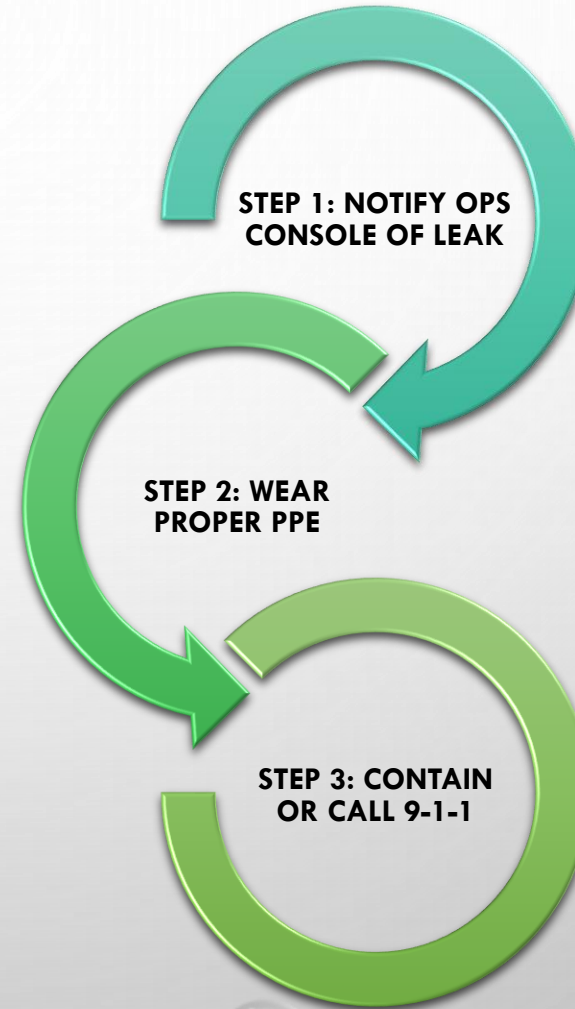 STEP 1: NOTIFY OPS
CONSOLE OF LEAK
STEP 2: WEAR
PROPER PPE
STEP 3: CONTAIN
OR CALL 9-1-1